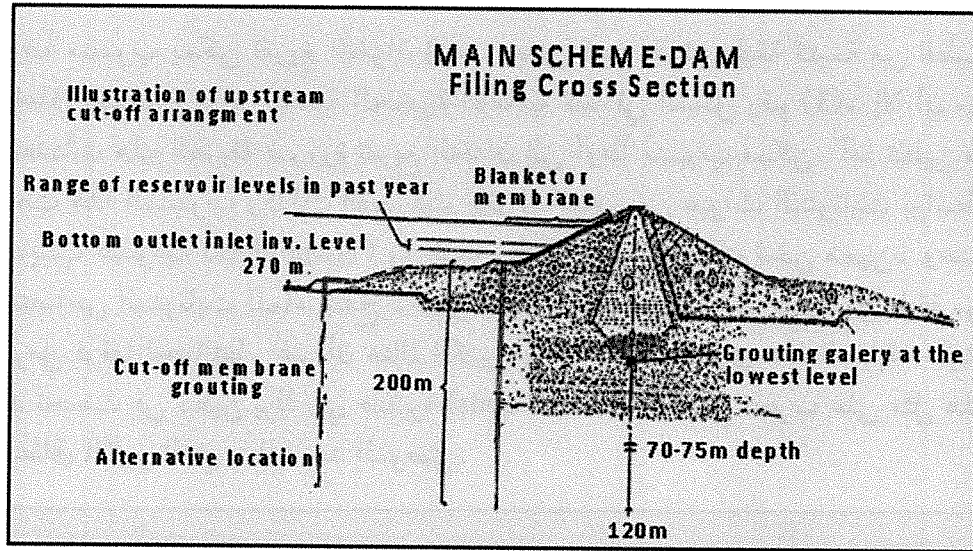 MAIN SCHEME-DAM
Filing Cross Section
Illustration of upstream
cut-off arrangment
Range of reservoir levels in past year
Blanket or
membrane
Bottom outlet inlet inv. Level
270 m.
Cut-off membrane
grouting
200m
Grouting galery at the
lowest level
Alternative location
70-75m depth
120m